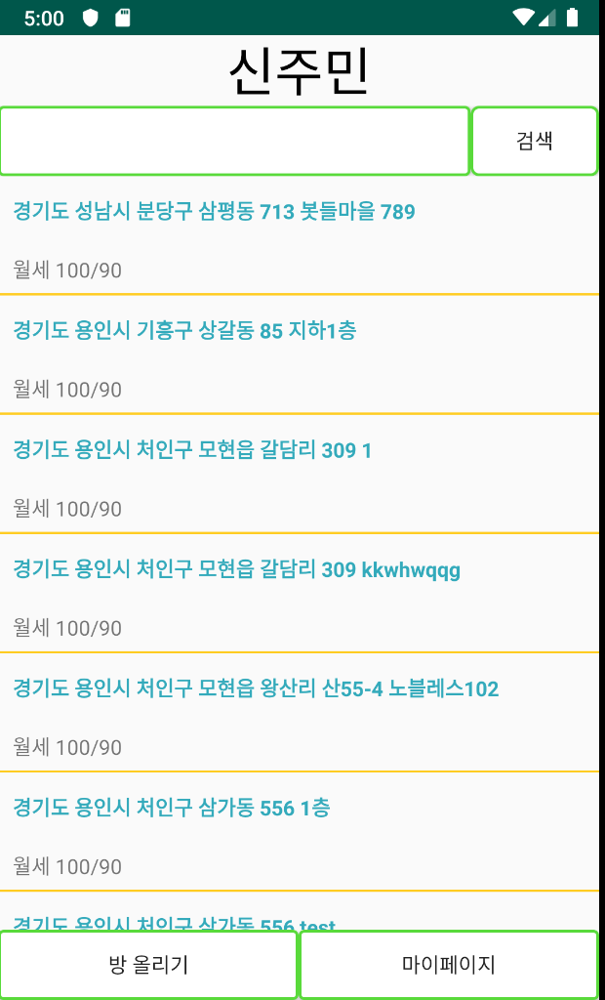 5:00
신주민
검색
경기도 성남시 분당구 삼평동 713 봇들마을 789
월세 100/90
경기도 용인시 기흥구 상갈동 85 지하1층
월세 100/90
경기도 용인시 처인구 모현읍 갈담리 309 1
월세 100/90
경기도 용인시 처인구 모현읍 갈담리 309 kkwhwqqg
월세 100/90
경기도 용인시 처인구 모현읍 왕산리 산55-4 노블레스102
월세 100/90
경기도 용인시 처인구 삼가동 556 1층
월세 100/90
경기도 용인시 처인구 삼가동 556 test
방 올리기 마이페이지